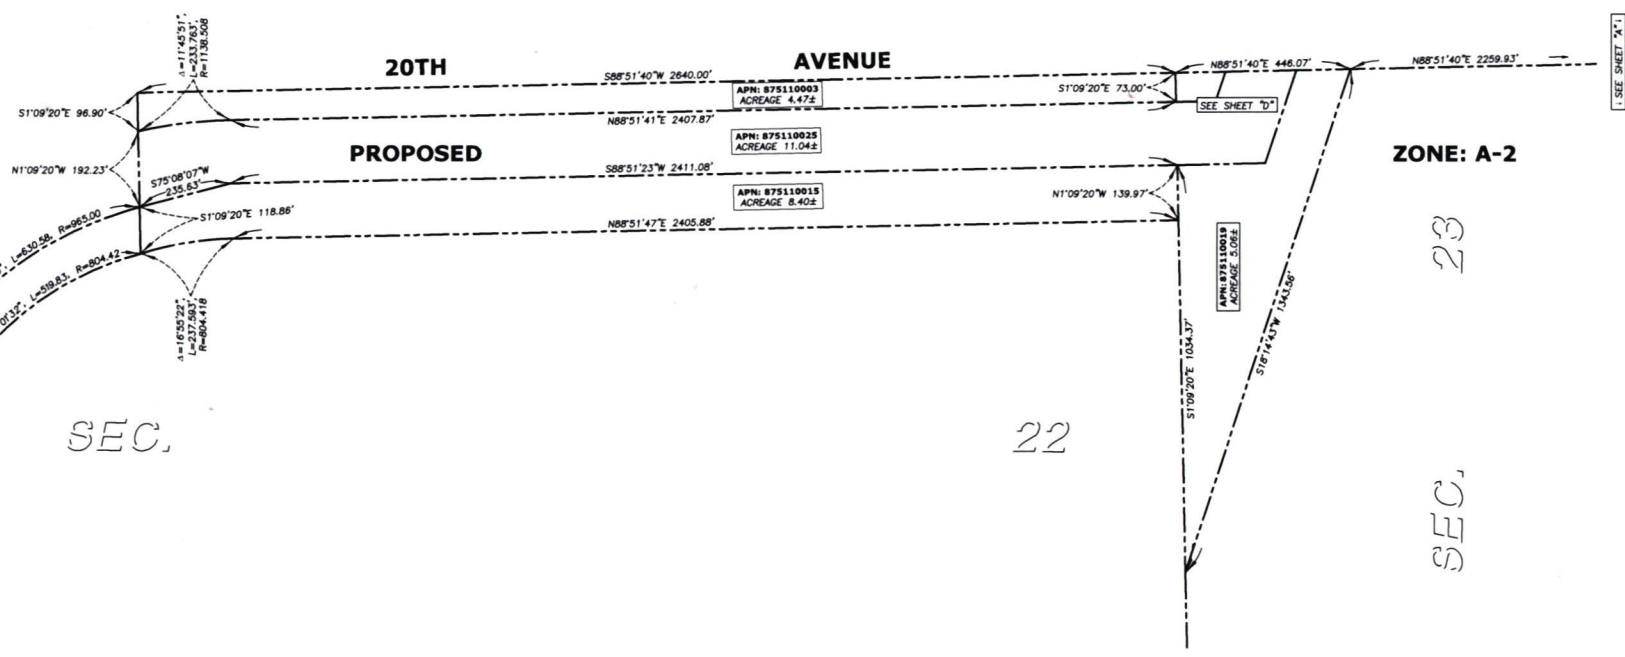 Δ=11°45'51",
L=233.763',
R=1138.508
20TH
AVENUE
S88°51'40"W 2640.00'
N88°51'40"E 446.07'
N88°51'40"E 2259.93'
SEE SHEET "A"
APN: 875110003
ACREAGE 4.47±
S1°09'20"E 73.00'
SEE SHEET "D"
S1°09'20"E 96.90'
N88°51'41"E 2407.87'
APN: 875110025
ACREAGE 11.04±
PROPOSED
ZONE: A-2
N1°09'20"W 192.23'
S75°08'07"W
235.63'
S88°51'23"W 2411.08'
APN: 875110015
ACREAGE 8.40±
N1°09'20"W 139.97'
S1°09'20"E 118.86'
N88°51'47"E 2405.88'
L=630.58, R=965.00
01'32", L=519.83, R=804.42
Δ=16°55'22",
L=237.593',
R=804.418
APN: 875110019
ACREAGE 5.06±
23
S1°09'20"E 1034.37'
S18°14'43"W 1343.56'
SEC.
22
SEC.